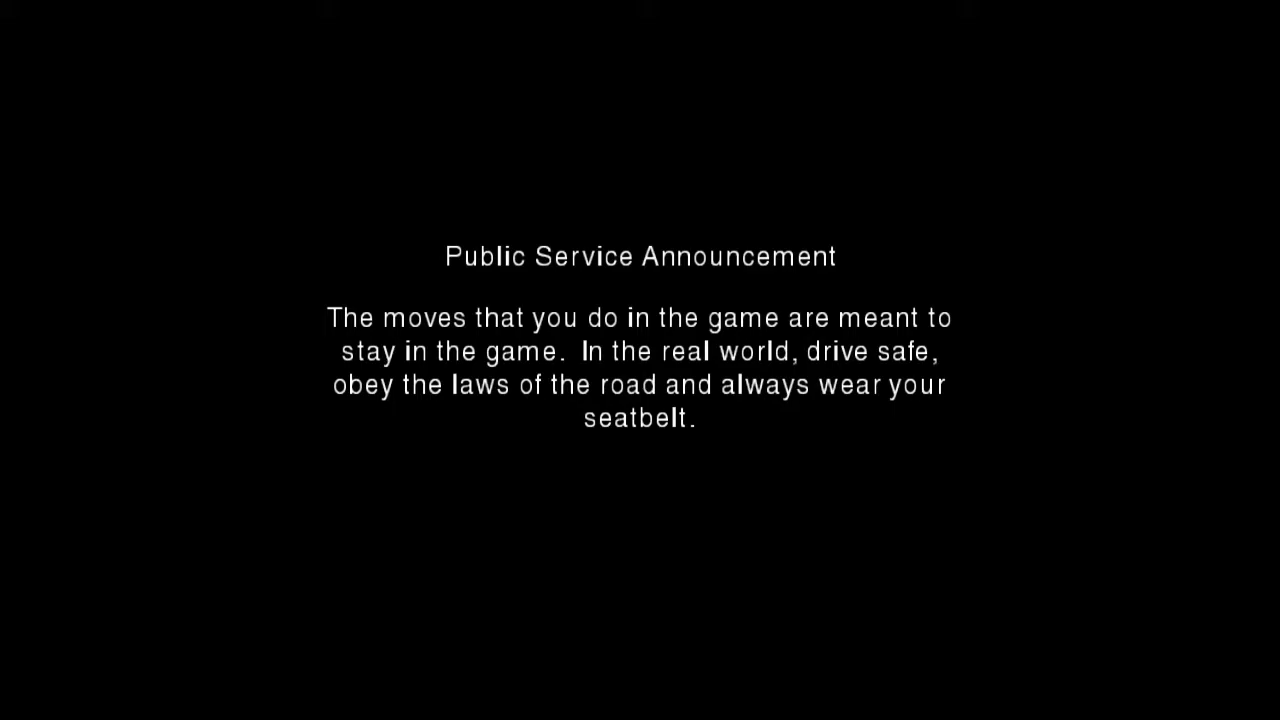 Public Service Announcement
The moves that you do in the game are meant to
stay in the game.  In the real world, drive safe,
obey the laws of the road and always wear your
seatbelt.